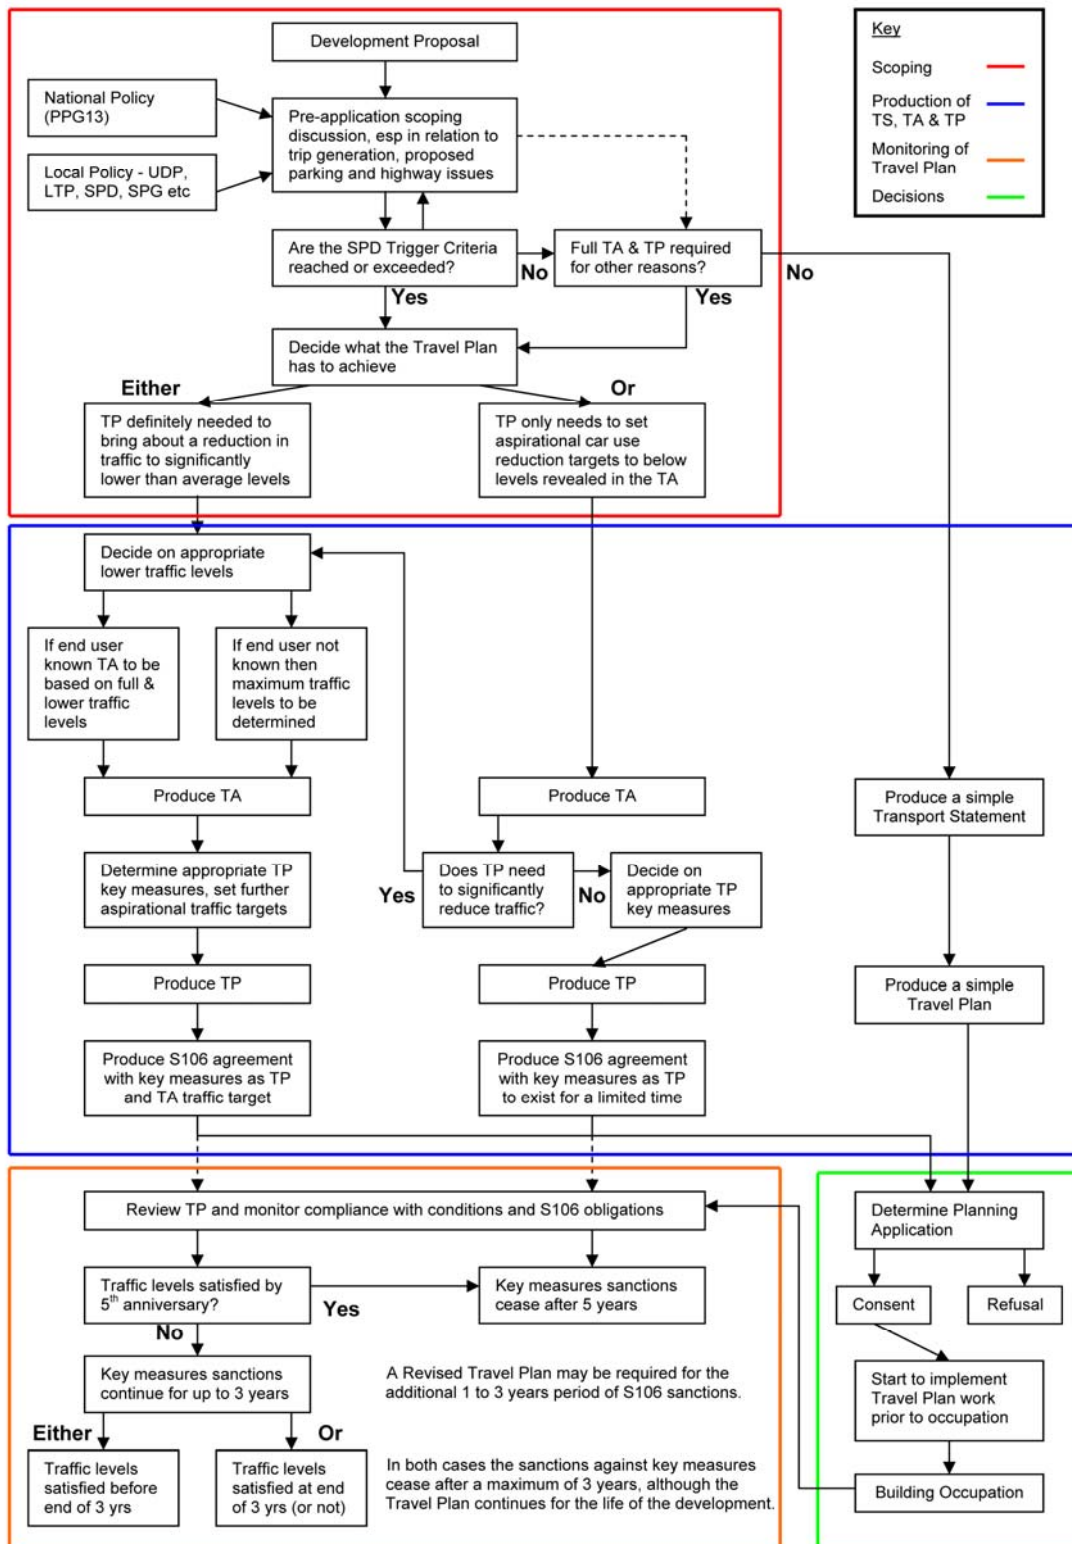 Development Proposal
Key
Scoping
Production of
TS, TA & TP
Monitoring of
Travel Plan
Decisions
National Policy
(PPG13)
Pre-application scoping
discussion, esp in relation to
trip generation, proposed
parking and highway issues
Local Policy - UDP,
LTP, SPD, SPG etc
Are the SPD Trigger Criteria
reached or exceeded?
No
Full TA & TP required
for other reasons?
No
Yes
Yes
Decide what the Travel Plan
has to achieve
Either
Or
TP definitely needed to
bring about a reduction in
traffic to significantly
lower than average levels
TP only needs to set
aspirational car use
reduction targets to below
levels revealed in the TA
Decide on appropriate
lower traffic levels
If end user
known TA to be
based on full &
lower traffic
levels
If end user not
known then
maximum traffic
levels to be
determined
Produce TA
Produce TA
Produce a simple
Transport Statement
Determine appropriate TP
key measures, set further
aspirational traffic targets
Yes
Does TP need
to significantly
reduce traffic?
No
Decide on
appropriate TP
key measures
Produce TP
Produce TP
Produce a simple
Travel Plan
Produce S106 agreement
with key measures as TP
and TA traffic target
Produce S106 agreement
with key measures as TP
to exist for a limited time
Review TP and monitor compliance with conditions and S106 obligations
Determine Planning
Application
Traffic levels satisfied by
5th anniversary?
Yes
No
Key measures sanctions
cease after 5 years
Consent
Refusal
Key measures sanctions
continue for up to 3 years
A Revised Travel Plan may be required for the
additional 1 to 3 years period of S106 sanctions.
Start to implement
Travel Plan work
prior to occupation
Either
Or
Traffic levels
satisfied before
end of 3 yrs
Traffic levels
satisfied at end
of 3 yrs (or not)
In both cases the sanctions against key measures
cease after a maximum of 3 years, although the
Travel Plan continues for the life of the development.
Building Occupation